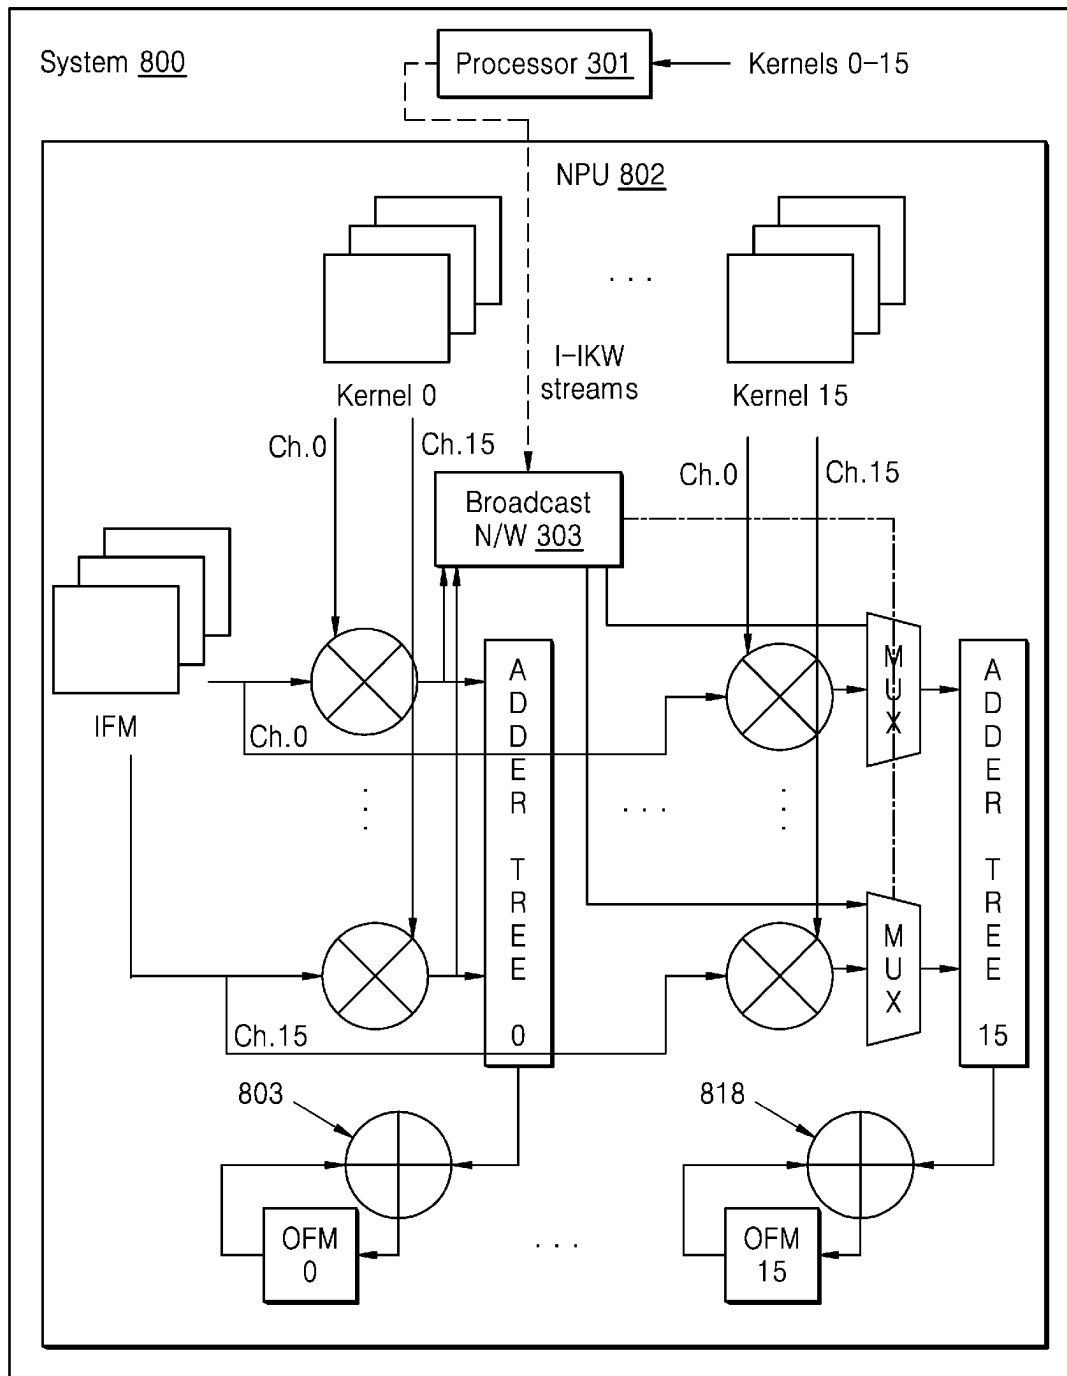 System 800
Processor 301
Kernels 0-15
NPU 802
. . .
I-IKW
streams
Kernel 0
Kernel 15
Ch.0
Ch.15
Ch.0
Ch.15
Broadcast
N/W 303
IFM
Ch.0
ADDER TREE 0
MUX
ADDER TREE 15
. . .
MUX
Ch.15
803
818
OFM
0
. . .
OFM
15